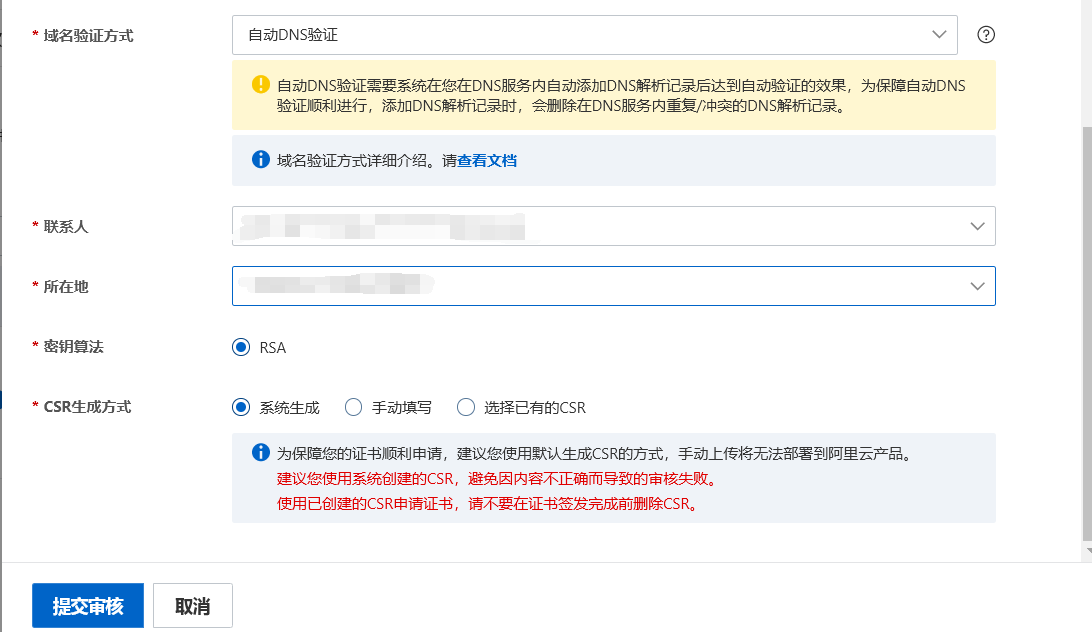 * 域名验证方式 自动DNS验证
自动DNS验证需要系统在您在DNS服务内自动添加DNS解析记录后达到自动验证的效果，为保障自动DNS
验证顺利进行，添加DNS解析记录时，会删除在DNS服务内重复/冲突的DNS解析记录。
域名验证方式详细介绍。请查看文档
* 联系人
* 所在地
* 密钥算法 RSA
* CSR生成方式 系统生成 手动填写 选择已有的CSR
为保障您的证书顺利申请，建议您使用默认生成CSR的方式，手动上传将无法部署到阿里云产品。
建议您使用系统创建的CSR，避免因内容不正确而导致的审核失败。
使用已创建的CSR申请证书，请不要在证书签发完成前删除CSR。
提交审核 取消